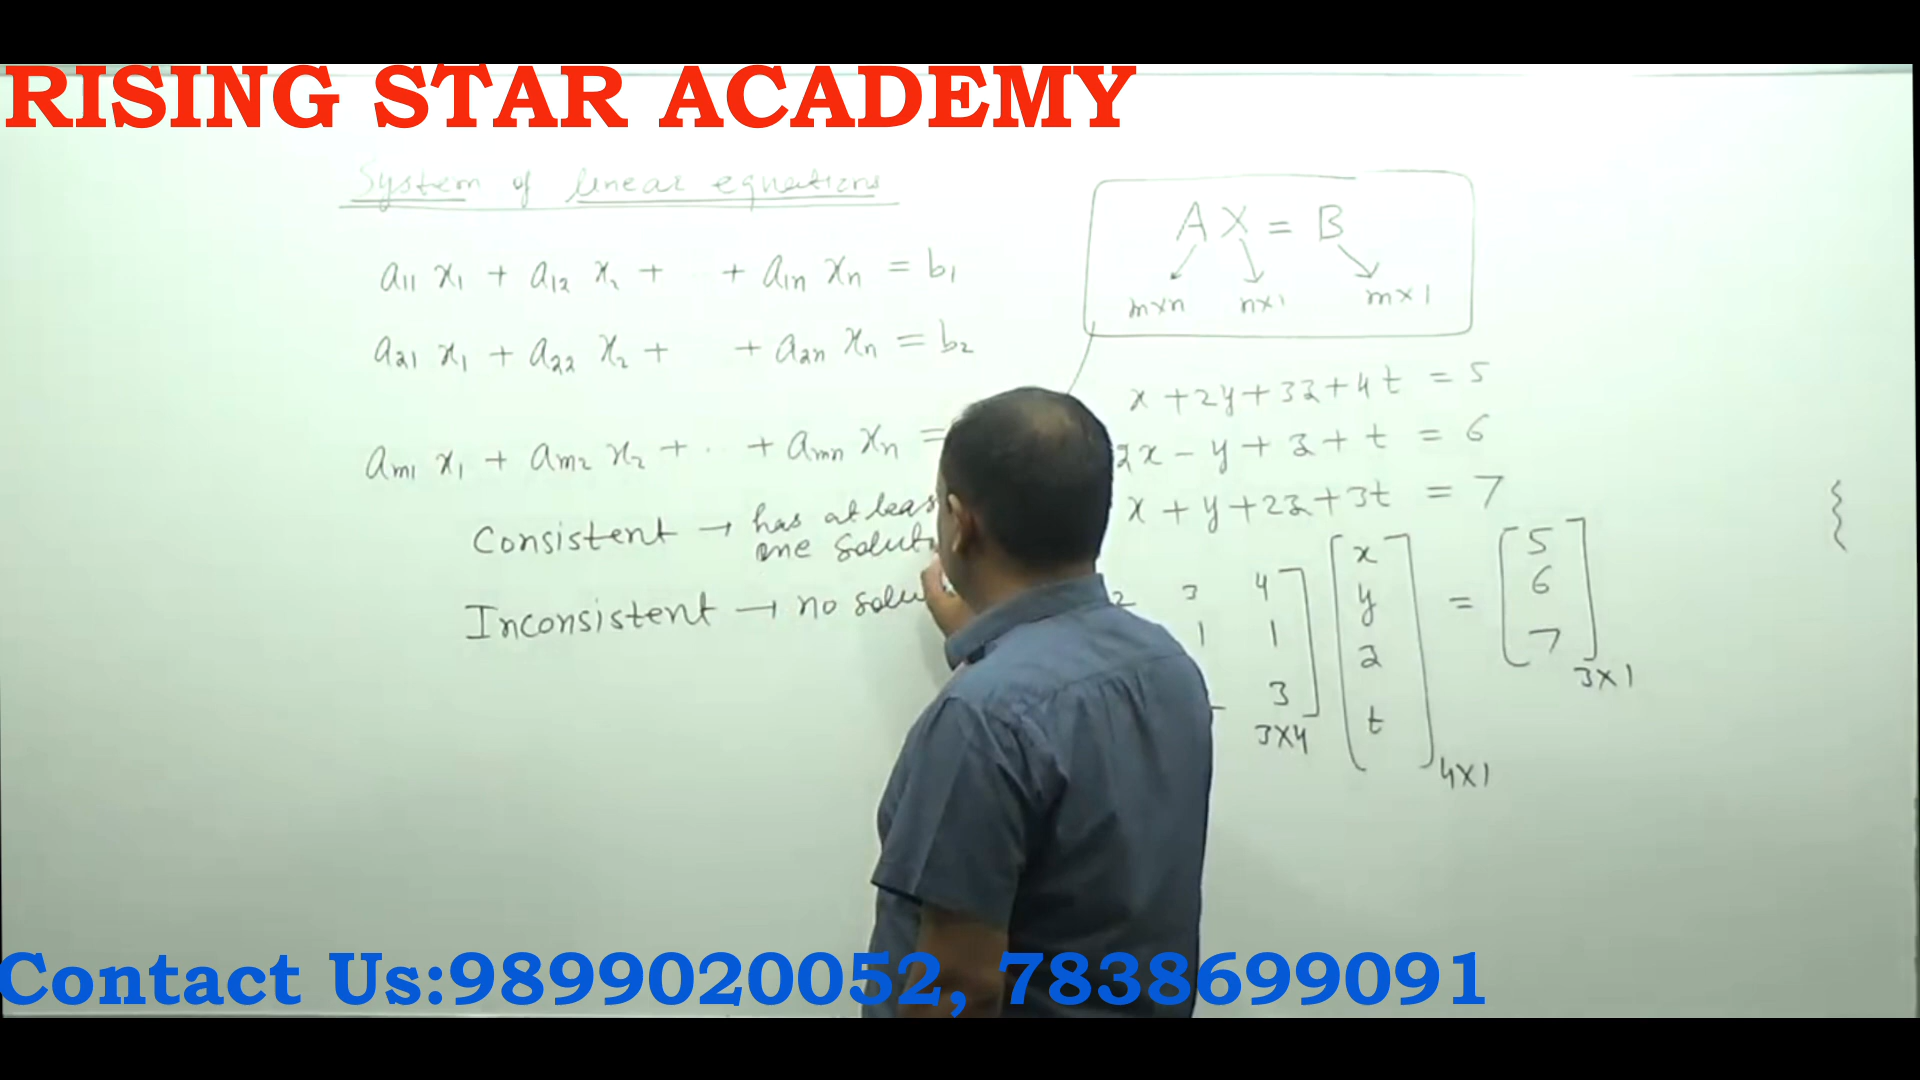 RISING STAR ACADEMY
System of linear equations
a11 x1 + a12 x2 + .. + a1n xn = b1
a21 x1 + a22 x2 + + a2n xn = b2
am1 x1 + am2 x2 + .. + amn xn =
Consistent → has at leas
one solut
Inconsistent → no solu
AX = B
m×n n×1 m×1
x + 2y + 3z + 4t = 5
2x - y + z + t = 6
x + y + 2z + 3t = 7
2 3 4
1 1
3
3×4
x
y
z
t
4×1
=
5
6
7
3×1
Contact Us:9899020052, 7838699091